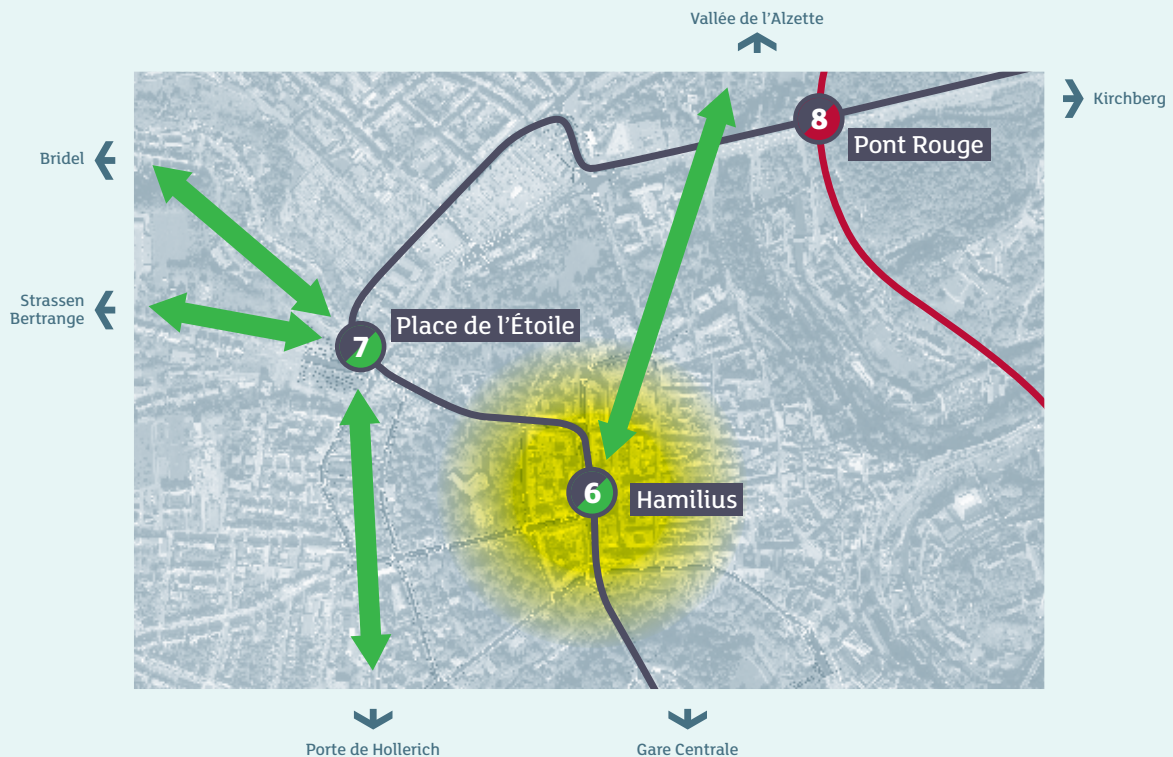 Vallée de l'Alzette
Kirchberg
8
Pont Rouge
Bridel
Strassen
Bertrange
7
Place de l'Étoile
6
Hamilius
Porte de Hollerich
Gare Centrale